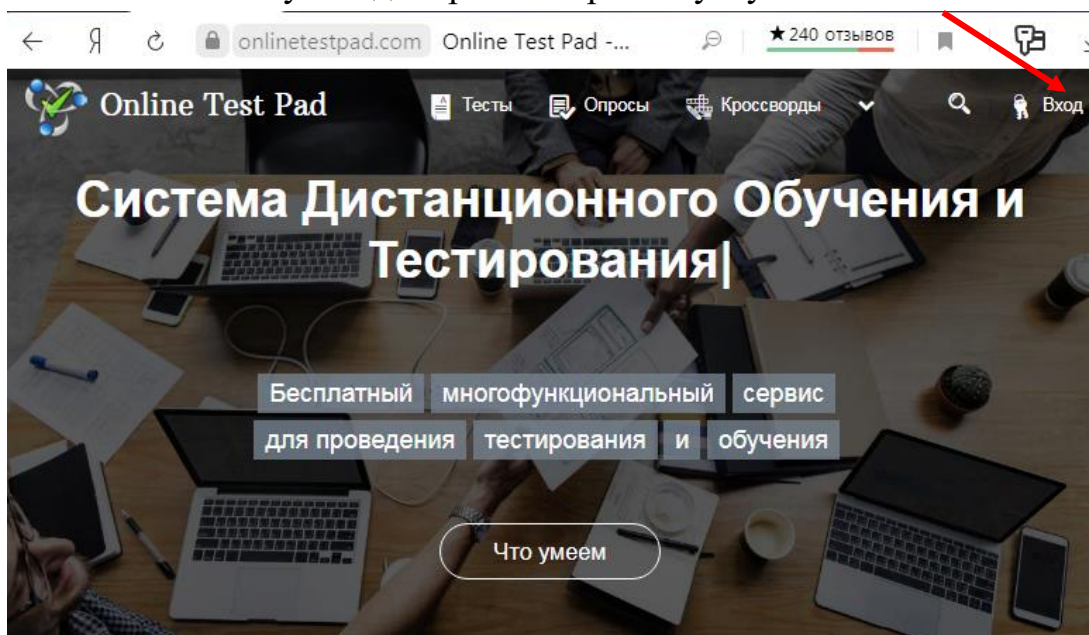 Я onlinetestpad.com Online Test Pad -... ★ 240 отзывов
Online Test Pad Тесты Опросы Кроссворды Вход
Система Дистанционного Обучения и
Тестирования|
Бесплатный многофункциональный сервис
для проведения тестирования и обучения
Что умеем